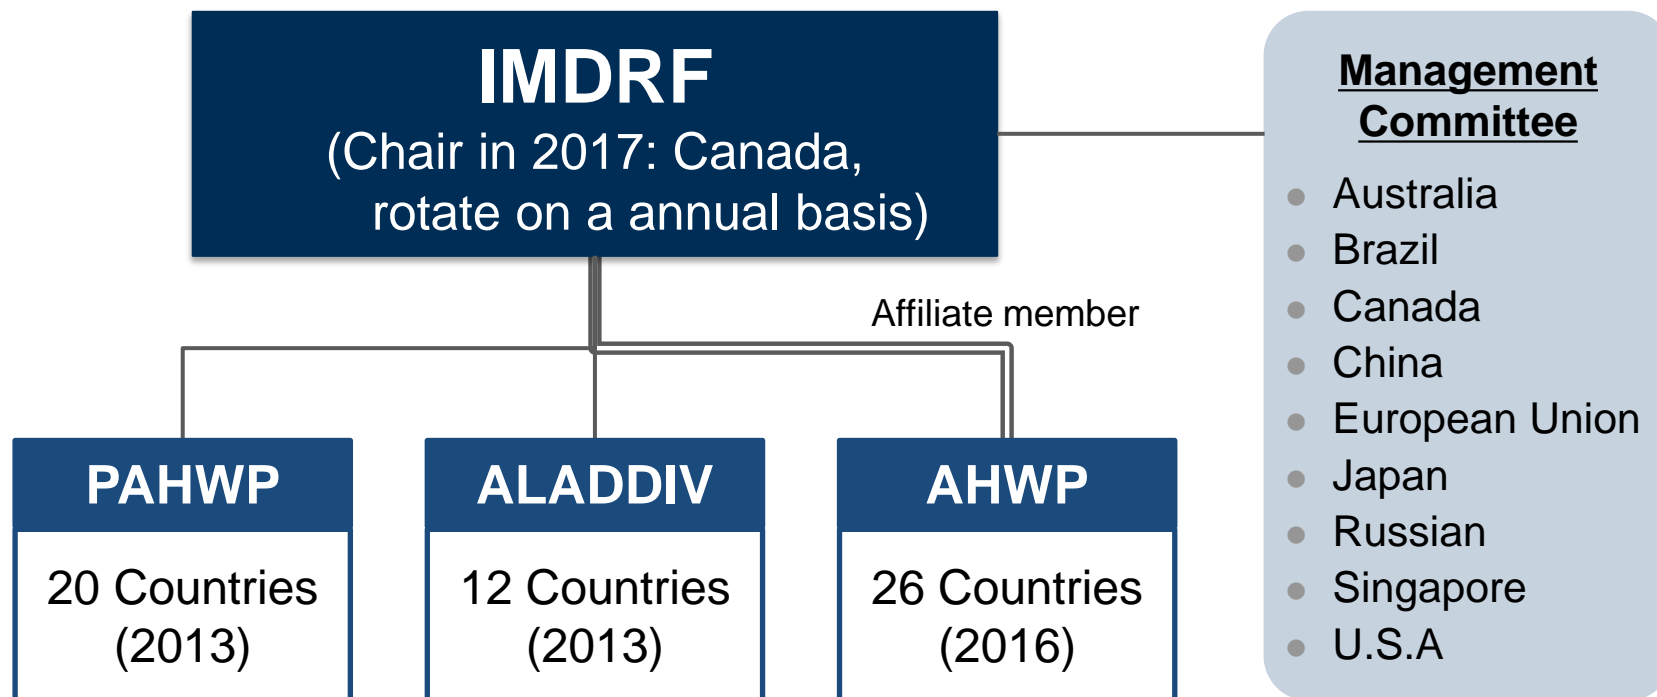 IMDRF
(Chair in 2017: Canada,
rotate on a annual basis)
Affiliate member
PAHWP
20 Countries
(2013)
ALADDIV
12 Countries
(2013)
AHWP
26 Countries
(2016)
Management
Committee
Australia
Brazil
Canada
China
European Union
Japan
Russian
Singapore
U.S.A